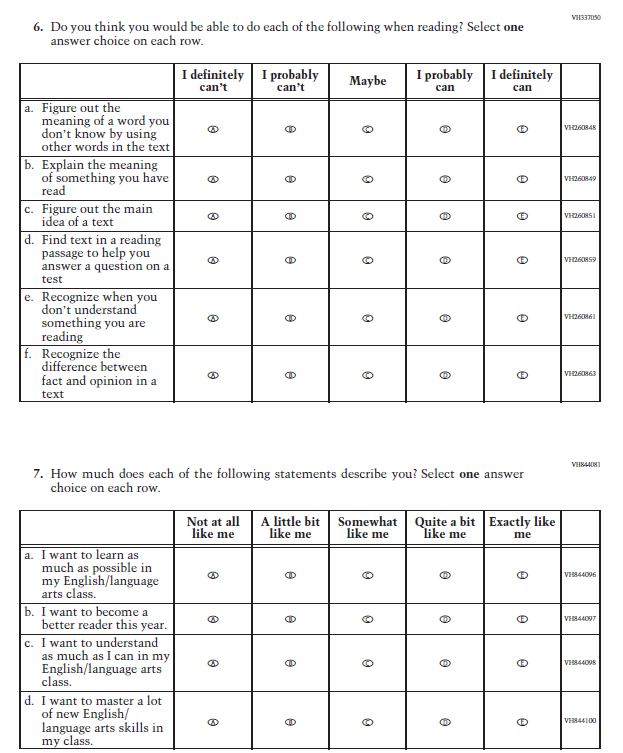 VH337050
6. Do you think you would be able to do each of the following when reading? Select one
answer choice on each row.
I definitely can't I probably can't Maybe I probably can I definitely can
a. Figure out the
meaning of a word you
don't know by using
other words in the text
A B C D E VH260848
b. Explain the meaning
of something you have
read
A B C D E VH260849
c. Figure out the main
idea of a text
A B C D E VH260851
d. Find text in a reading
passage to help you
answer a question on a
test
A B C D E VH260859
e. Recognize when you
don't understand
something you are
reading
A B C D E VH260861
f. Recognize the
difference between
fact and opinion in a
text
A B C D E VH260863
VH844081
7. How much does each of the following statements describe you? Select one answer
choice on each row.
Not at all like me A little bit like me Somewhat like me Quite a bit like me Exactly like me
a. I want to learn as
much as possible in
my English/language
arts class.
A B C D E VH844096
b. I want to become a
better reader this year.
A B C D E VH844097
c. I want to understand
as much as I can in my
English/language arts
class.
A B C D E VH844098
d. I want to master a lot
of new English/
language arts skills in
my class.
A B C D E VH844100